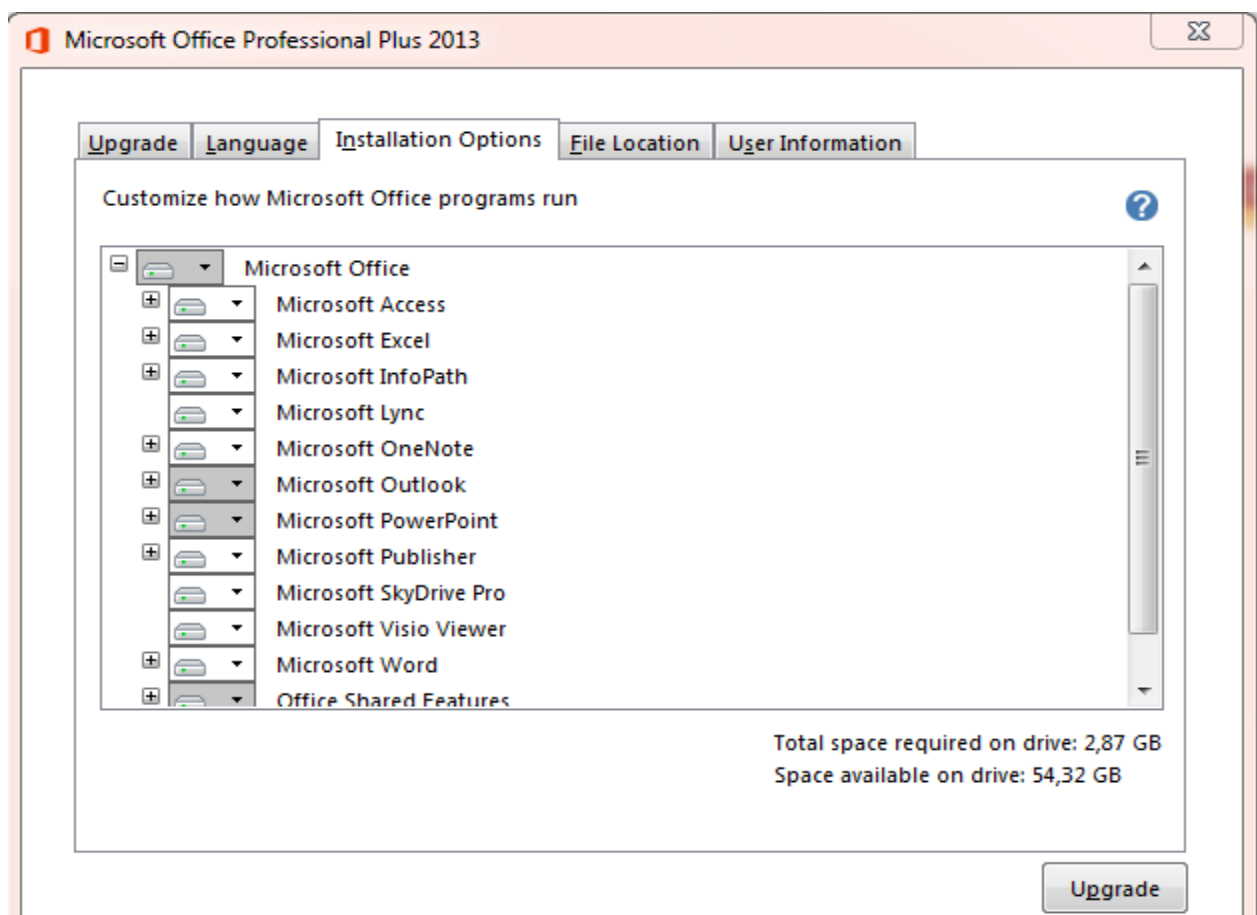 Microsoft Office Professional Plus 2013
Upgrade Language Installation Options File Location User Information
Customize how Microsoft Office programs run
Microsoft Office
Microsoft Access
Microsoft Excel
Microsoft InfoPath
Microsoft Lync
Microsoft OneNote
Microsoft Outlook
Microsoft PowerPoint
Microsoft Publisher
Microsoft SkyDrive Pro
Microsoft Visio Viewer
Microsoft Word
Office Shared Features
Total space required on drive: 2,87 GB
Space available on drive: 54,32 GB
Upgrade